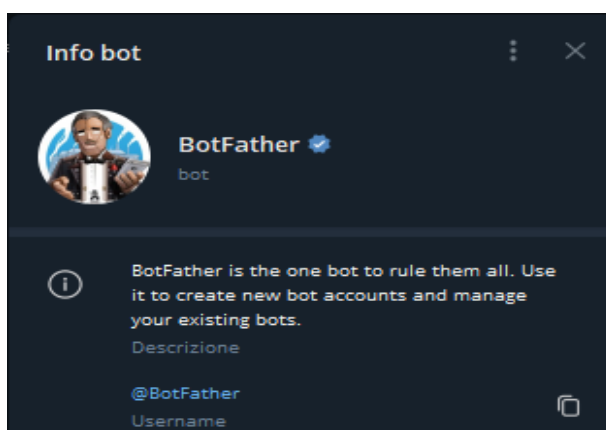 Info bot
BotFather
bot
BotFather is the one bot to rule them all. Use
it to create new bot accounts and manage
your existing bots.
Descrizione
@BotFather
Username